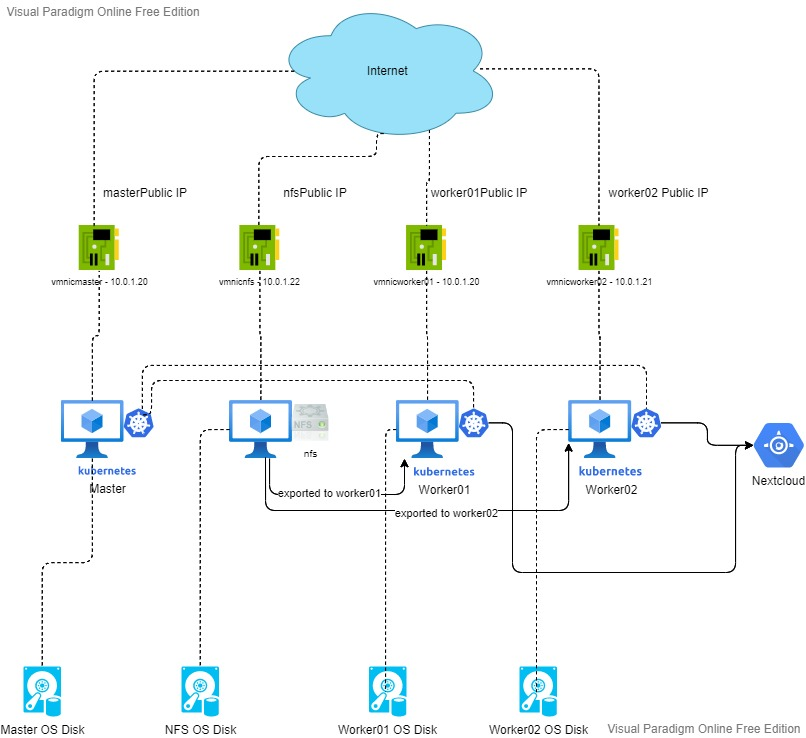 Visual Paradigm Online Free Edition
Internet
masterPublic IP
nfsPublic IP
worker01Public IP
worker02 Public IP
vmnicmaster - 10.0.1.20
vmnicnfs - 10.0.1.22
vmnicworker01 - 10.0.1.20
vmnicworker02 - 10.0.1.21
NFS
nfs
kubernetes
Master
kubernetes
Worker01
kubernetes
Worker02
Nextcloud
exported to worker01
exported to worker02
Master OS Disk
NFS OS Disk
Worker01 OS Disk
Worker02 OS Disk
Visual Paradigm Online Free Edition